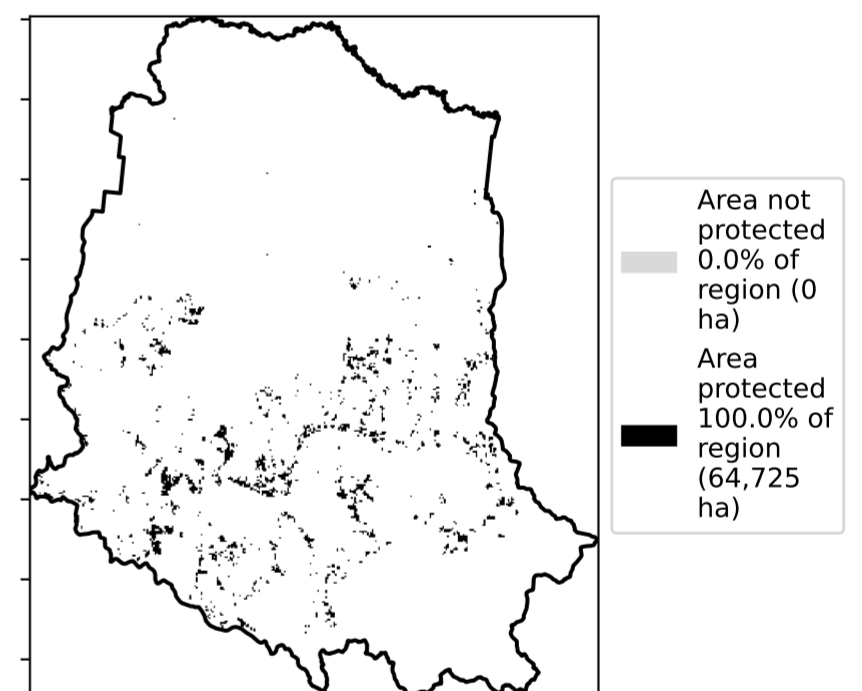 Area not
protected
0.0% of
region (0
ha)
Area
protected
100.0% of
region
(64,725
ha)